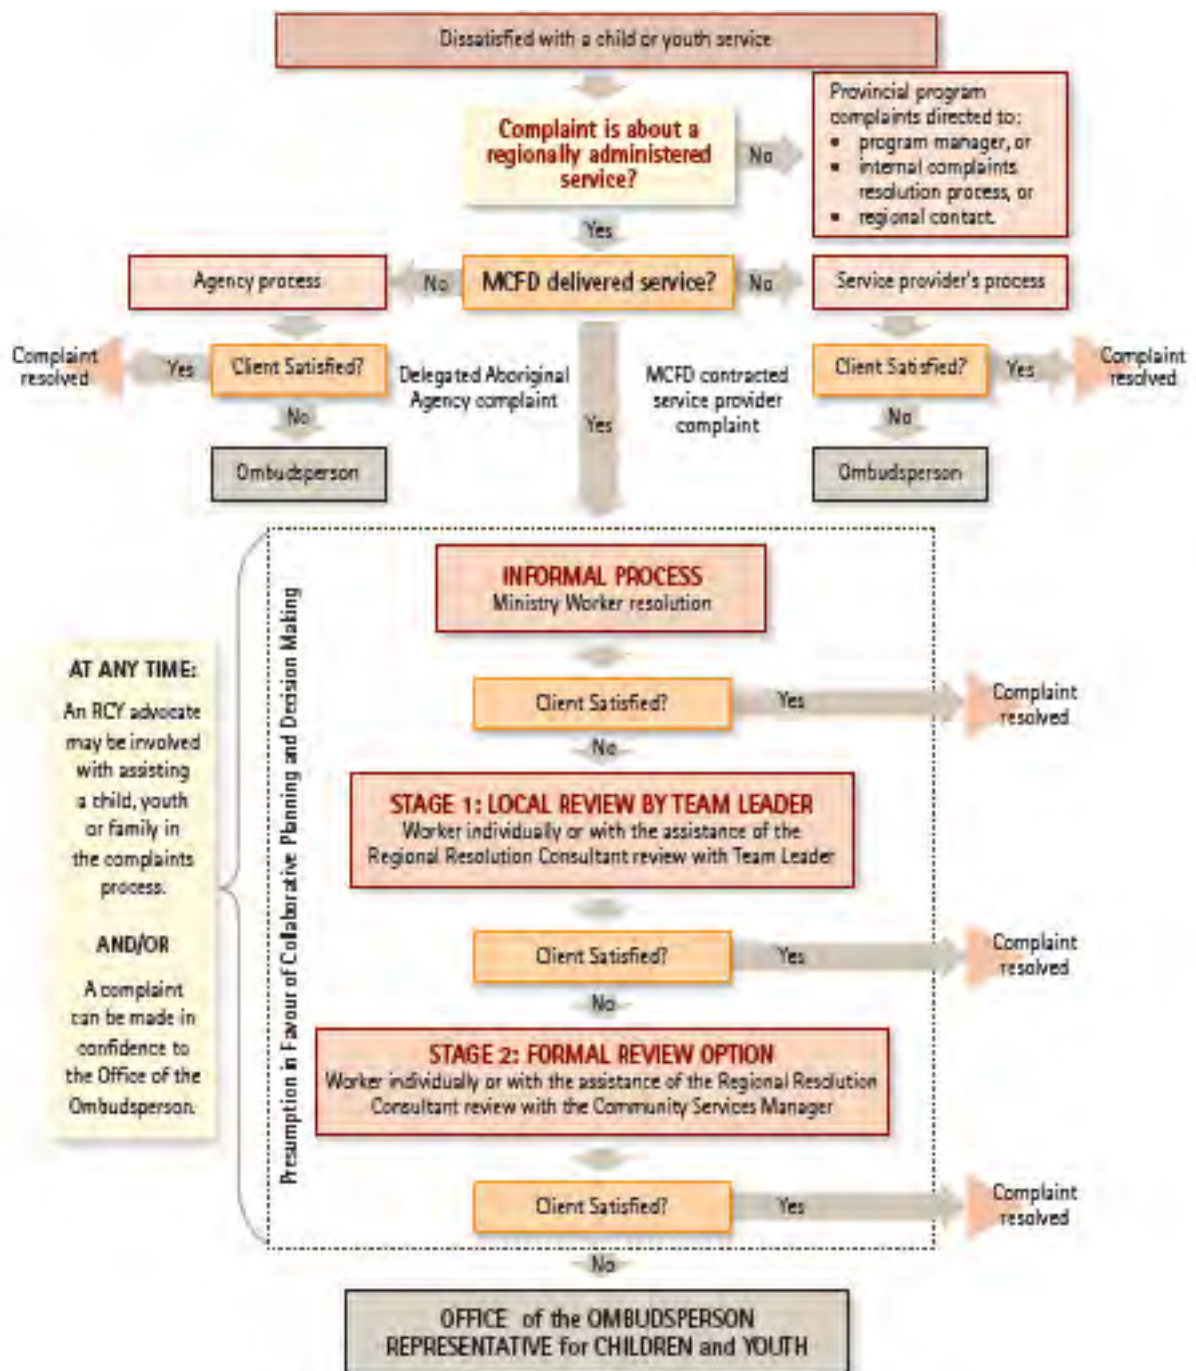 Dissatisfied with a child or youth service
Complaint is about a
regionally administered
service?
No
Provincial program
complaints directed to:
• program manager, or
• internal complaints
resolution process, or
• regional contact.
Yes
Agency process
No
MCFD delivered service?
No
Service provider's process
Complaint
resolved
Yes
Client Satisfied?
Delegated Aboriginal
Agency complaint
Yes
MCFD contracted
service provider
complaint
Client Satisfied?
Yes
Complaint
resolved
No
Ombudsperson
No
Ombudsperson
Presumption in Favour of Collaborative Planning and Decision Making
INFORMAL PROCESS
Ministry Worker resolution
Client Satisfied?
Yes
Complaint
resolved
No
STAGE 1: LOCAL REVIEW BY TEAM LEADER
Worker individually or with the assistance of the
Regional Resolution Consultant review with Team Leader
Client Satisfied?
Yes
Complaint
resolved
No
STAGE 2: FORMAL REVIEW OPTION
Worker individually or with the assistance of the Regional Resolution
Consultant review with the Community Services Manager
Client Satisfied?
Yes
Complaint
resolved
No
AT ANY TIME:
An RCY advocate
may be involved
with assisting
a child, youth
or family in
the complaints
process.
AND/OR
A complaint
can be made in
confidence to
the Office of the
Ombudsperson.
OFFICE of the OMBUDSPERSON
REPRESENTATIVE for CHILDREN and YOUTH